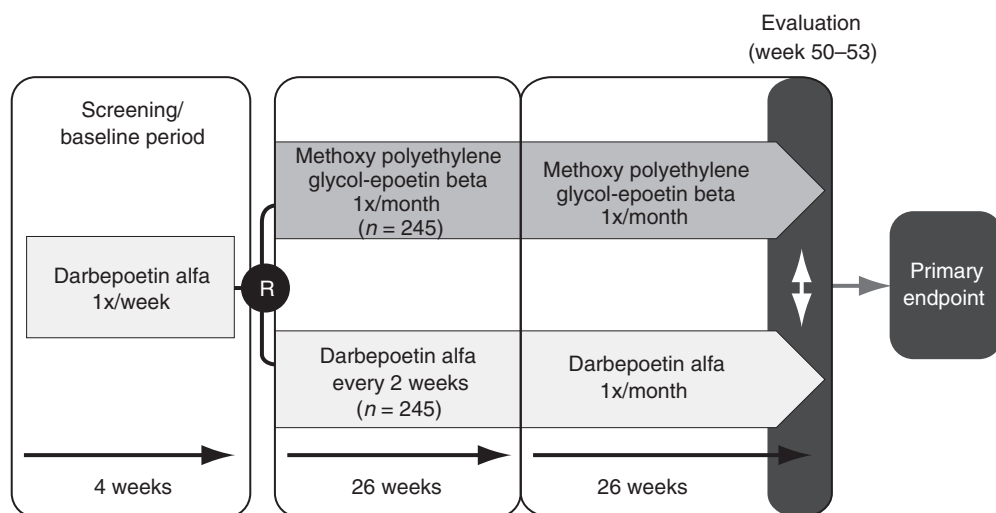 Evaluation
(week 50–53)
Screening/
baseline period
Darbepoetin alfa
1x/week
R
Methoxy polyethylene
glycol-epoetin beta
1x/month
(n = 245)
Methoxy polyethylene
glycol-epoetin beta
1x/month
Darbepoetin alfa
every 2 weeks
(n = 245)
Darbepoetin alfa
1x/month
Primary
endpoint
4 weeks
26 weeks
26 weeks